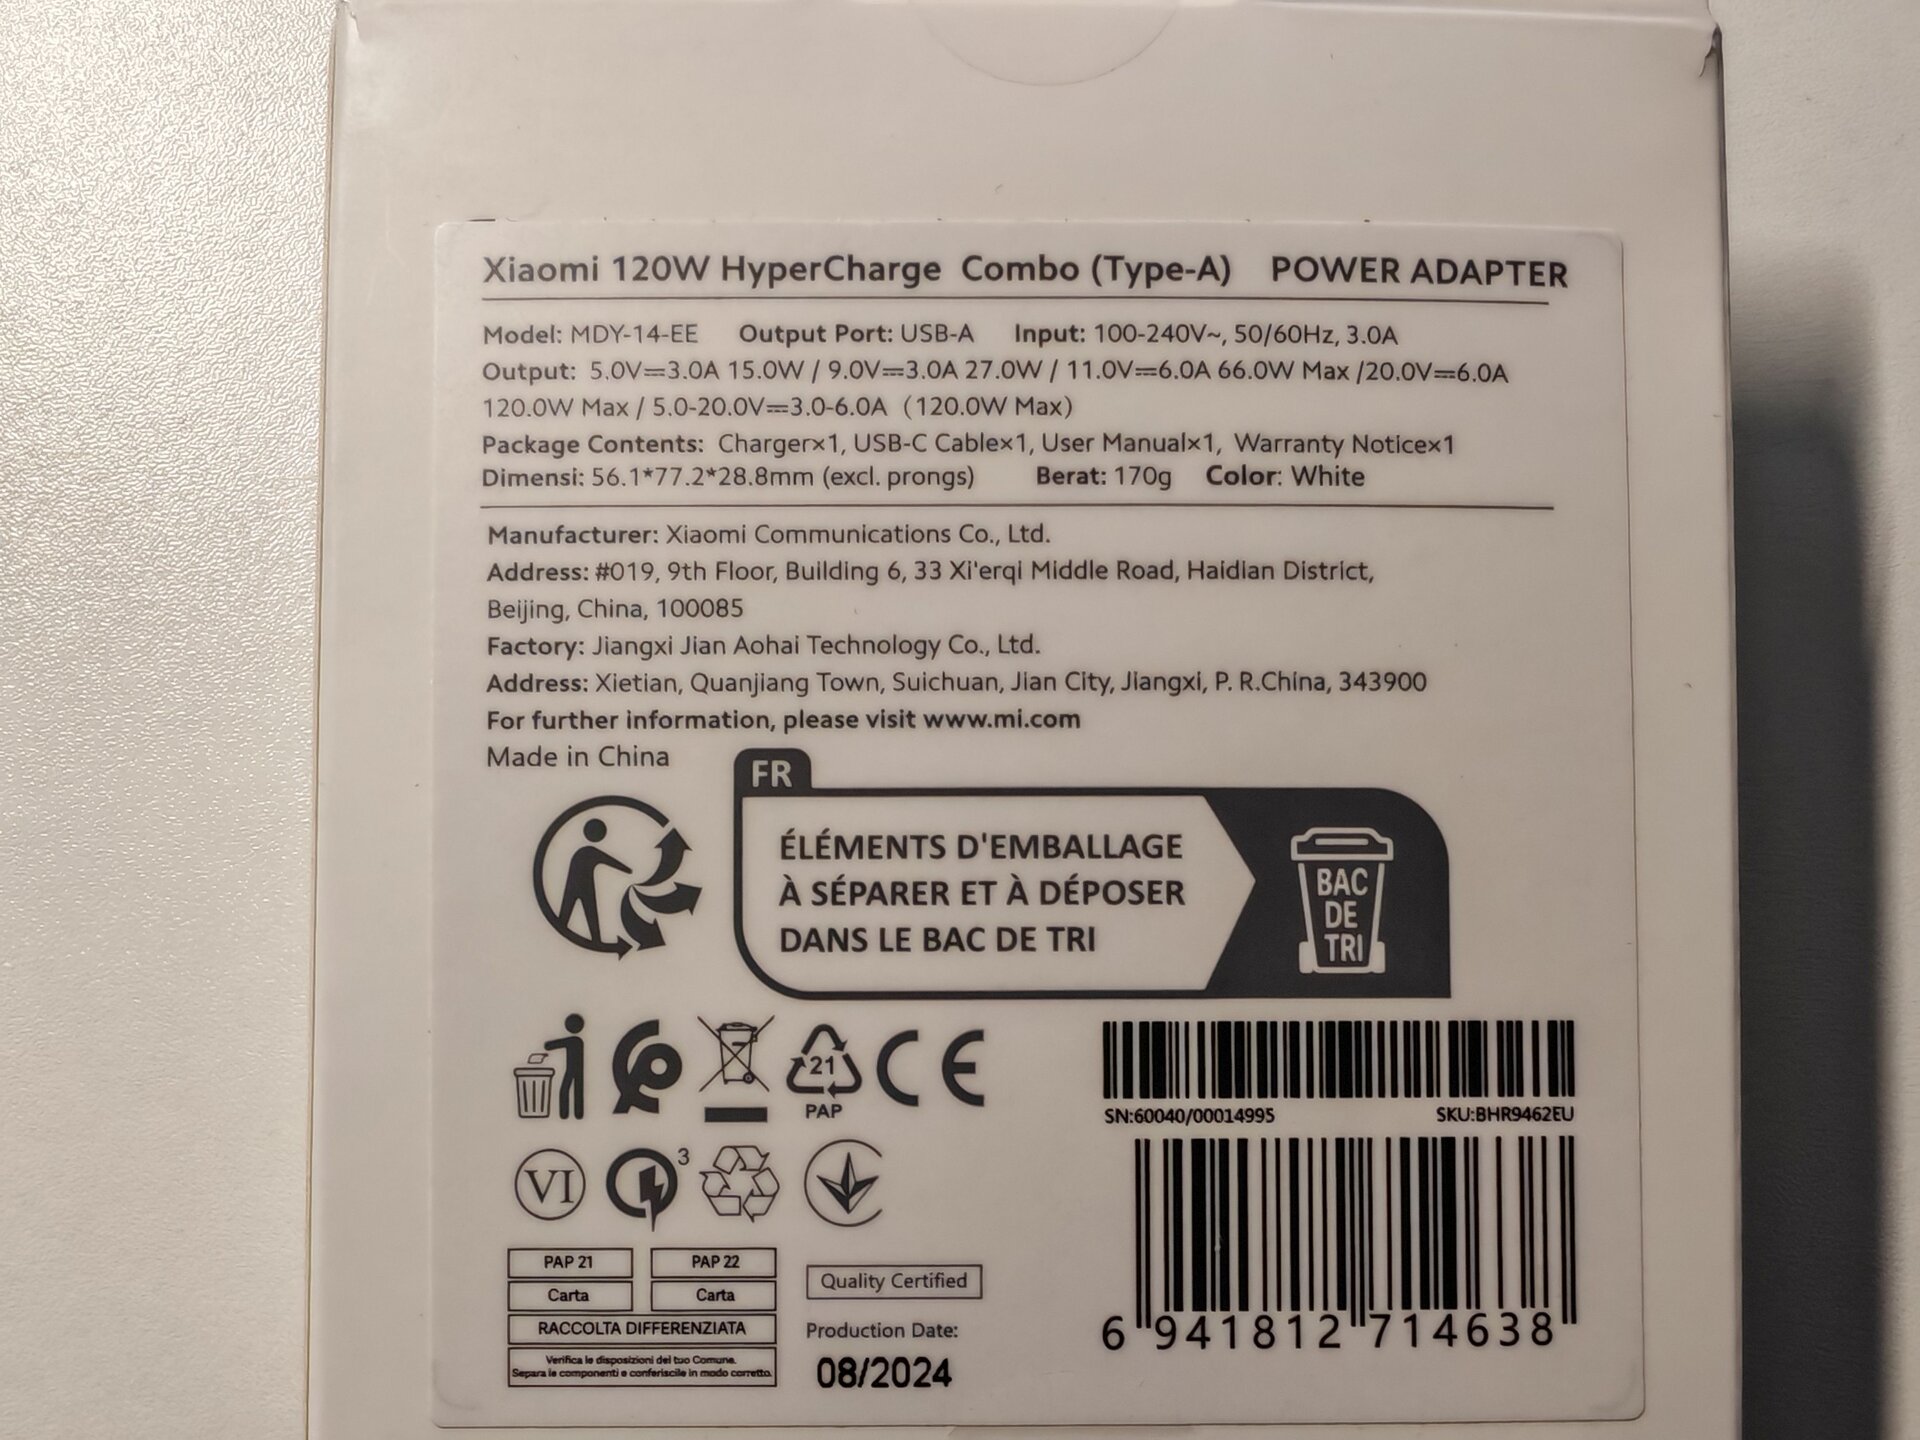 Xiaomi 120W HyperCharge Combo (Type-A) POWER ADAPTER
Model: MDY-14-EE Output Port: USB-A Input: 100-240V~, 50/60Hz, 3.0A
Output: 5.0V⎓3.0A 15.0W / 9.0V⎓3.0A 27.0W / 11.0V⎓6.0A 66.0W Max /20.0V⎓6.0A
120.0W Max / 5.0-20.0V⎓3.0-6.0A (120.0W Max)
Package Contents: Charger×1, USB-C Cable×1, User Manual×1, Warranty Notice×1
Dimensi: 56.1*77.2*28.8mm (excl. prongs) Berat: 170g Color: White
Manufacturer: Xiaomi Communications Co., Ltd.
Address: #019, 9th Floor, Building 6, 33 Xi'erqi Middle Road, Haidian District,
Beijing, China, 100085
Factory: Jiangxi Jian Aohai Technology Co., Ltd.
Address: Xietian, Quanjiang Town, Suichuan, Jian City, Jiangxi, P. R.China, 343900
For further information, please visit www.mi.com
Made in China
FR
ÉLÉMENTS D'EMBALLAGE
À SÉPARER ET À DÉPOSER
DANS LE BAC DE TRI
BAC
DE
TRI
21
PAP
CE
SN:60040/00014995 SKU:BHR9462EU
VI
3
PAP 21 PAP 22
Carta Carta
RACCOLTA DIFFERENZIATA
Verifica le disposizioni del tuo Comune.
Separa le componenti e conferiscile in modo corretto.
Quality Certified
Production Date:
08/2024
6 941812 714638